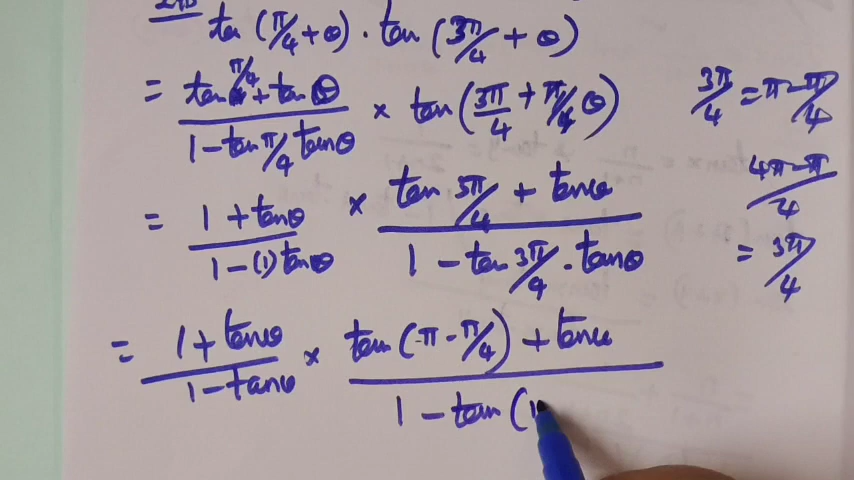 tan (π/4 + θ) . tan (3π/4 + θ)
= tan π/4 + tan θ / 1 - tan π/4 tan θ × tan (3π/4 + π/4 θ)
3π/4 = π - π/4
= 1 + tan θ / 1 - (1) tan θ × tan 3π/4 + tan θ / 1 - tan 3π/4 . tan θ
4π - π / 4
= 3π/4
= 1 + tan θ / 1 - tan θ × tan (π - π/4) + tan θ / 1 - tan (